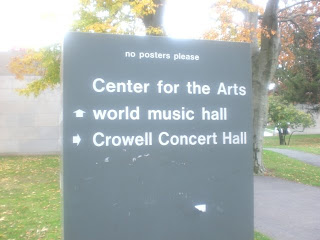 no posters please
Center for the Arts
world music hall
Crowell Concert Hall